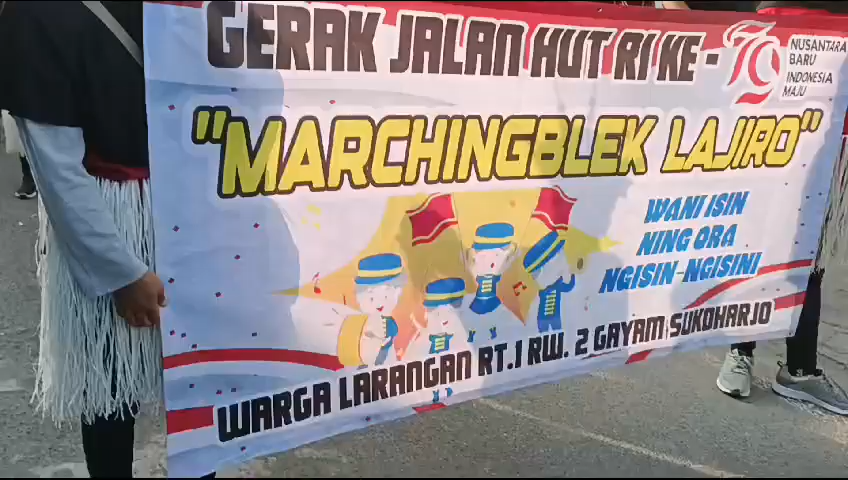 GERAK JALAN HUT RI KE - 79
NUSANTARA
BARU
INDONESIA
MAJU
"MARCHINGBLEK LAJIRO"
WANI ISIN
NING ORA
NGISIN-NGISINI
WARGA LARANGAN RT.1 RW. 2 GAYAM SUKOHARJO